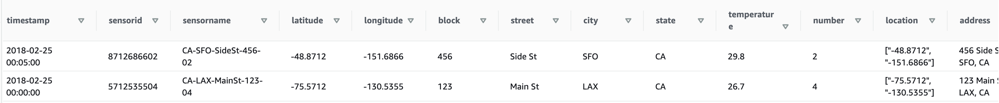 timestamp sensorid sensorname latitude longitude block street city state temperatur number location address
e
2018-02-25 CA-SFO-SideSt-456- ["-48.8712", 456 Side
00:05:00 8712686602 02 -48.8712 -151.6866 456 Side St SFO CA 29.8 2 "-151.6866"] SFO, CA
2018-02-25 CA-LAX-MainSt-123- ["-75.5712", 123 Main
00:00:00 5712535504 04 -75.5712 -130.5355 123 Main St LAX CA 26.7 4 "-130.5355"] LAX, CA